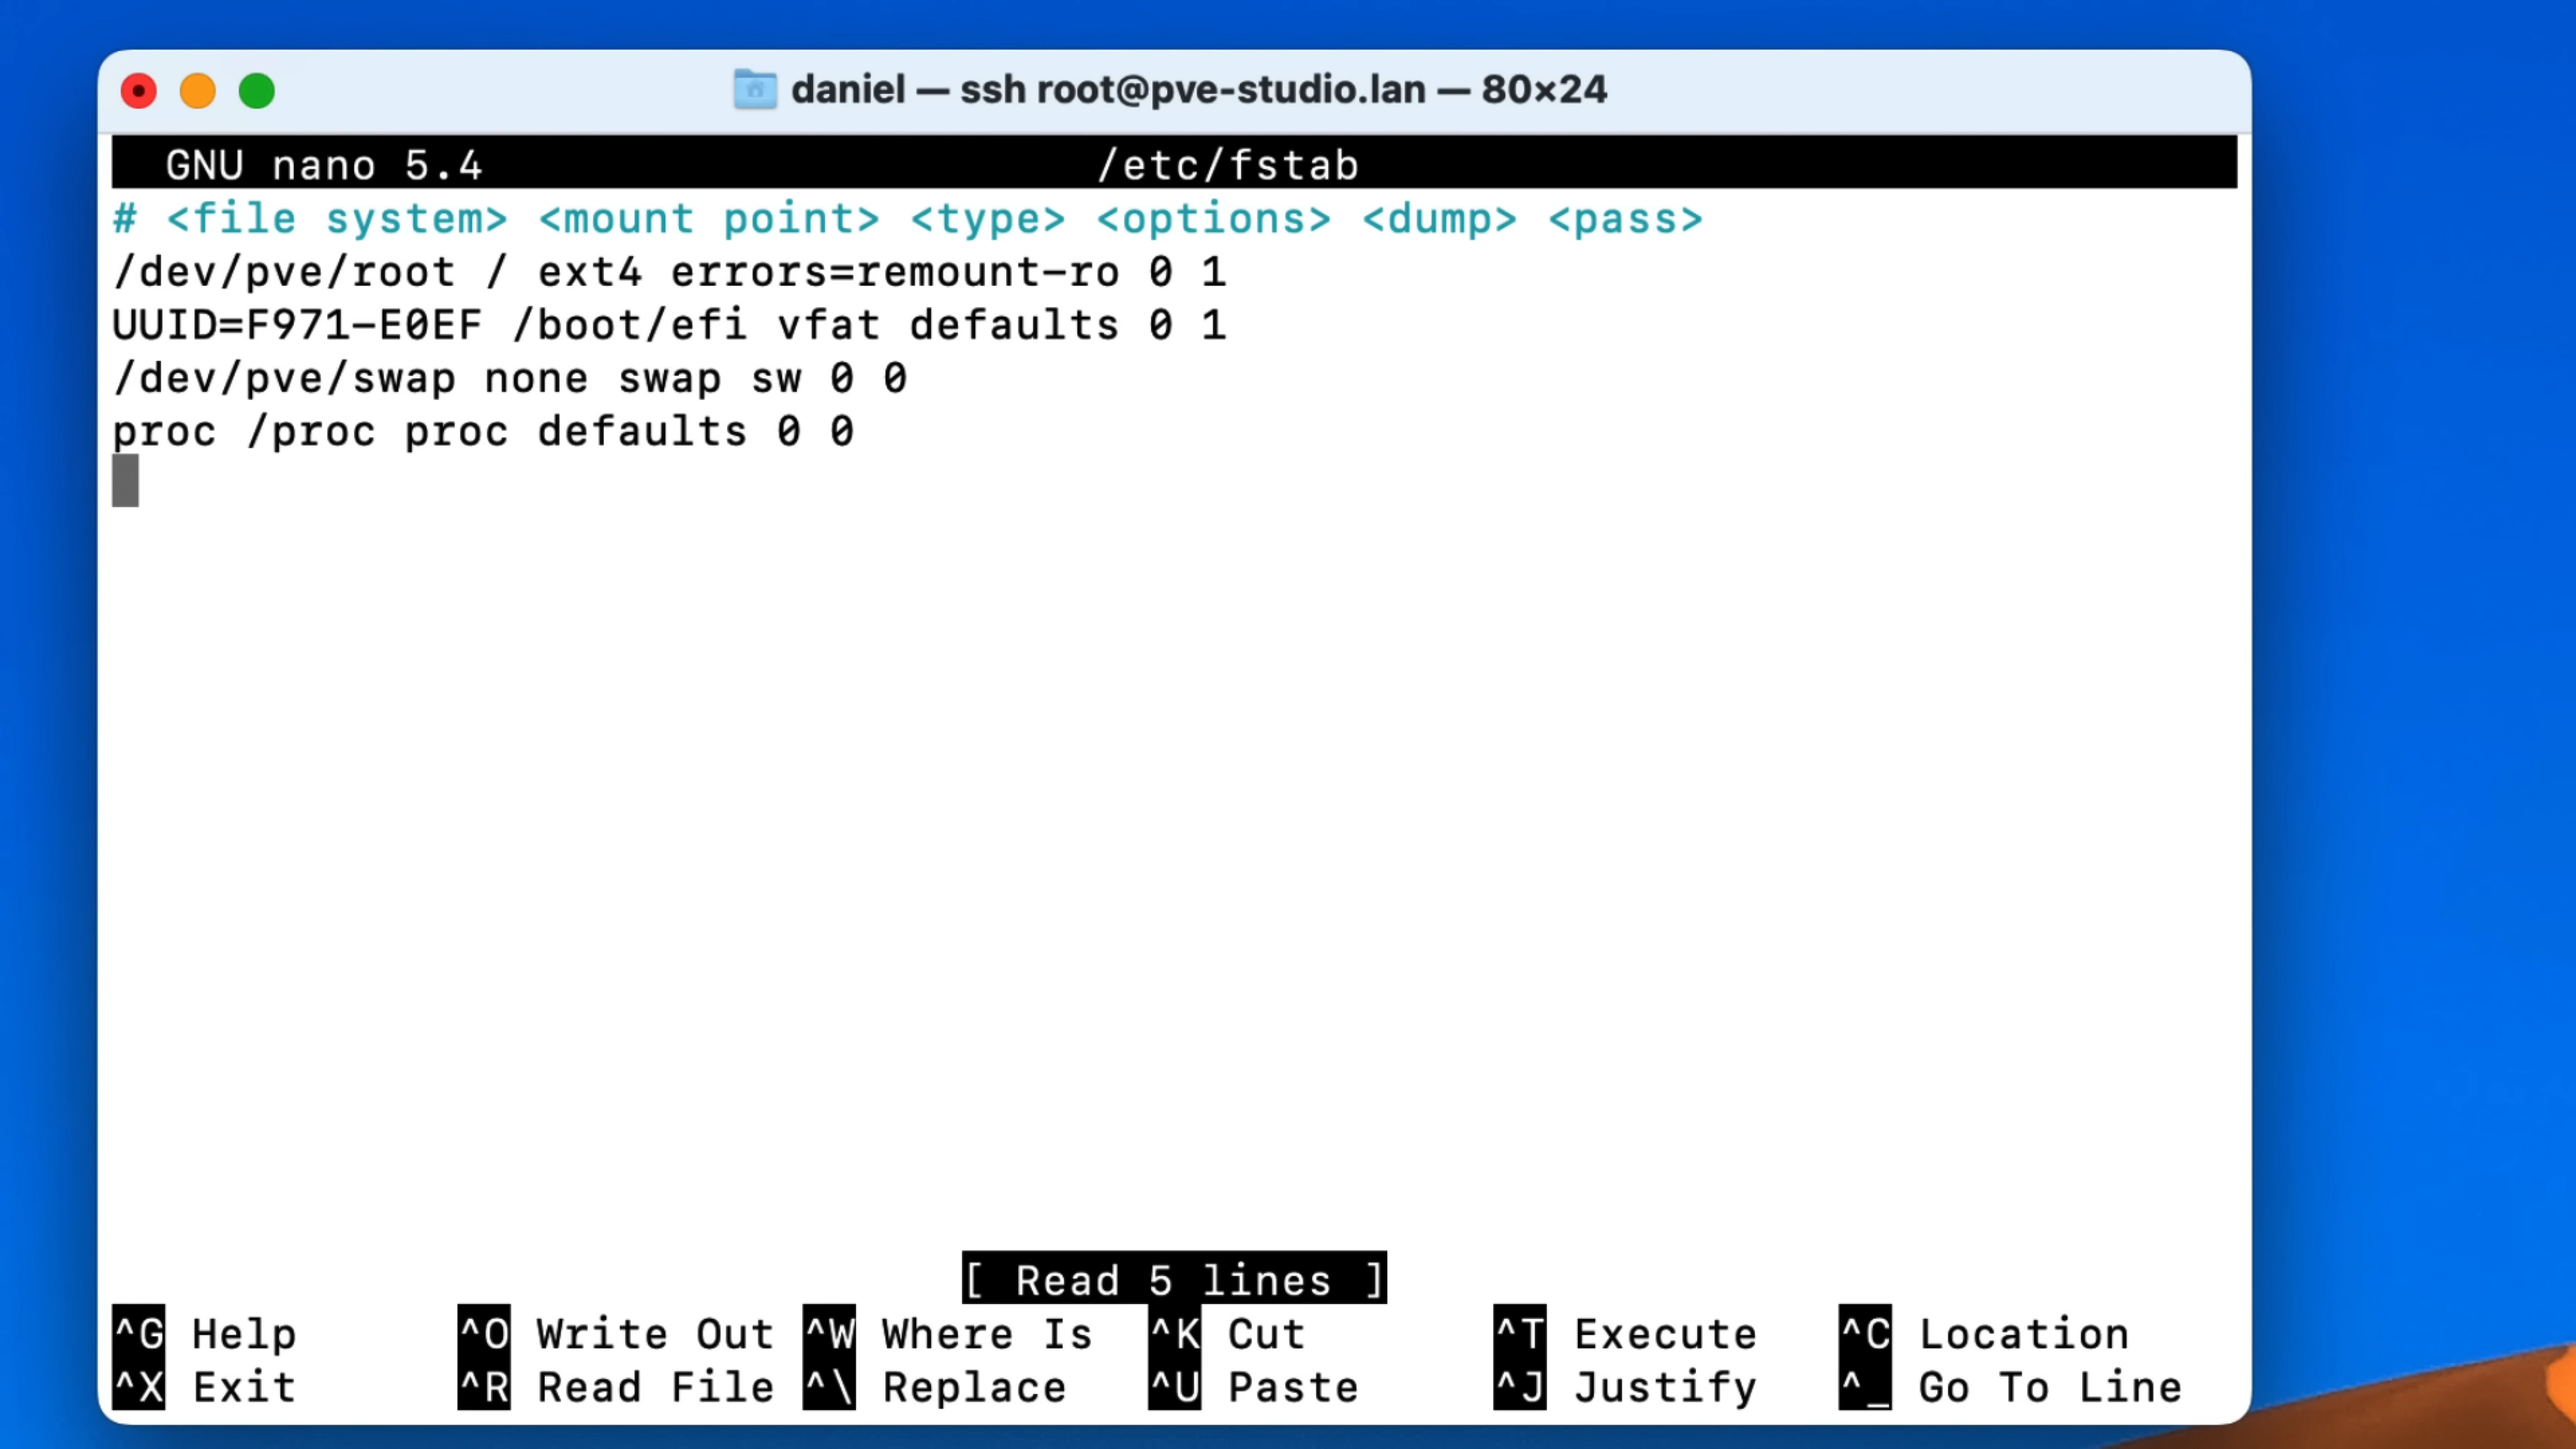 daniel — ssh root@pve-studio.lan — 80×24
GNU nano 5.4 /etc/fstab
# <file system> <mount point> <type> <options> <dump> <pass>
/dev/pve/root / ext4 errors=remount-ro 0 1
UUID=F971-E0EF /boot/efi vfat defaults 0 1
/dev/pve/swap none swap sw 0 0
proc /proc proc defaults 0 0
[ Read 5 lines ]
^G Help ^O Write Out ^W Where Is ^K Cut ^T Execute ^C Location
^X Exit ^R Read File ^\ Replace ^U Paste ^J Justify ^_ Go To Line